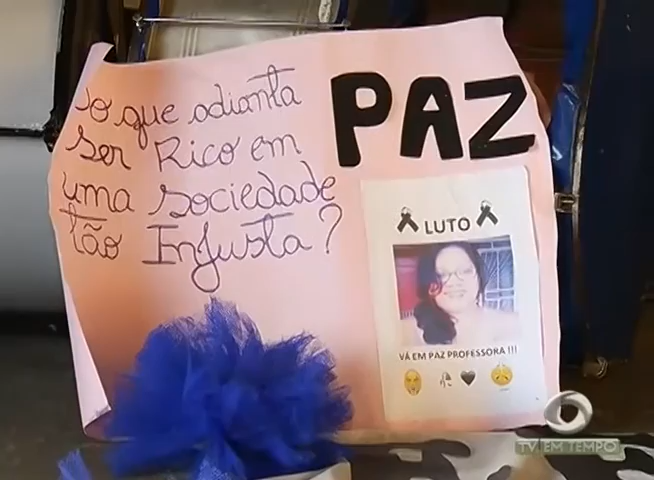 o que adianta
ser Rico em
uma sociedade
tão Injusta?
PAZ
LUTO
VÁ EM PAZ PROFESSORA !!!
TV EM TEMPO